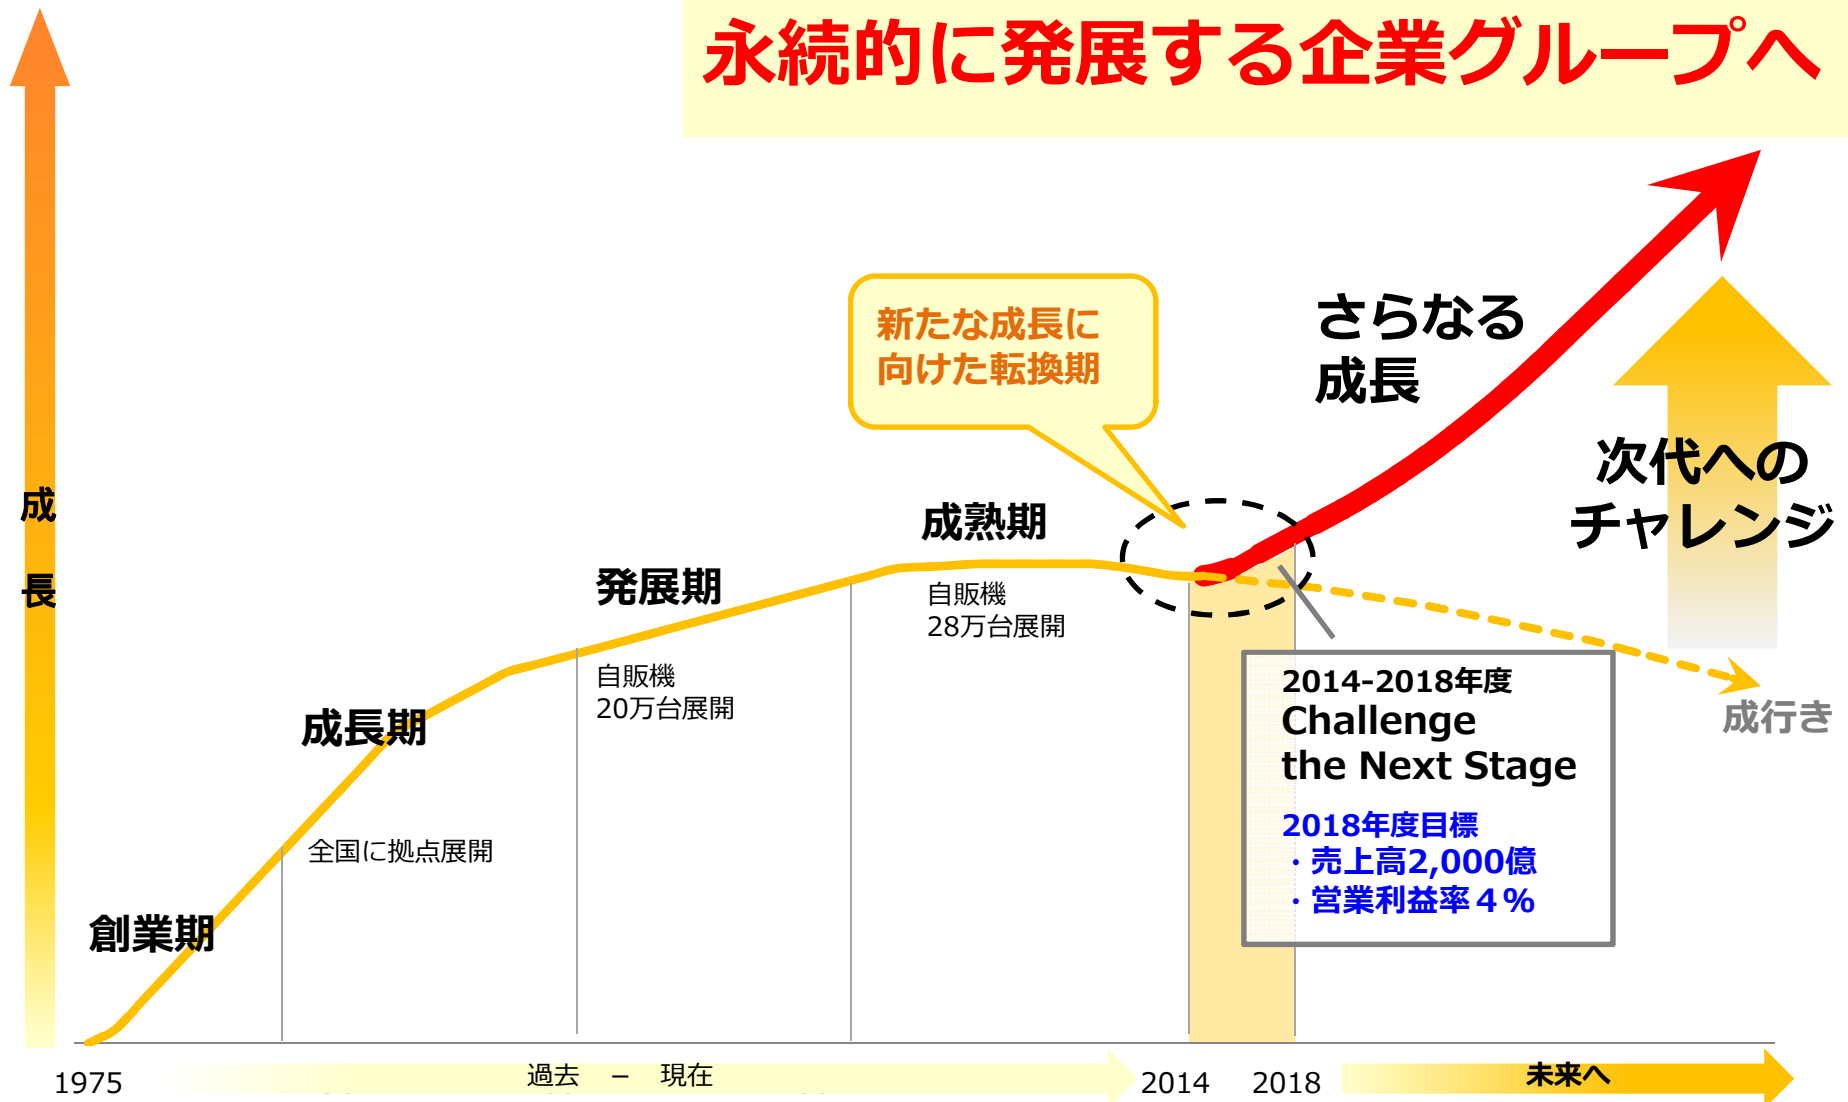 永続的に発展する企業グループへ
新たな成長に
向けた転換期
さらなる
成長
次代への
チャレンジ
成
長
成熟期
自販機
28万台展開
発展期
自販機
20万台展開
成長期
全国に拠点展開
創業期
成行き
2014-2018年度
Challenge
the Next Stage
2018年度目標
・売上高2,000億
・営業利益率４％
1975
過去 － 現在
2014
2018
未来へ